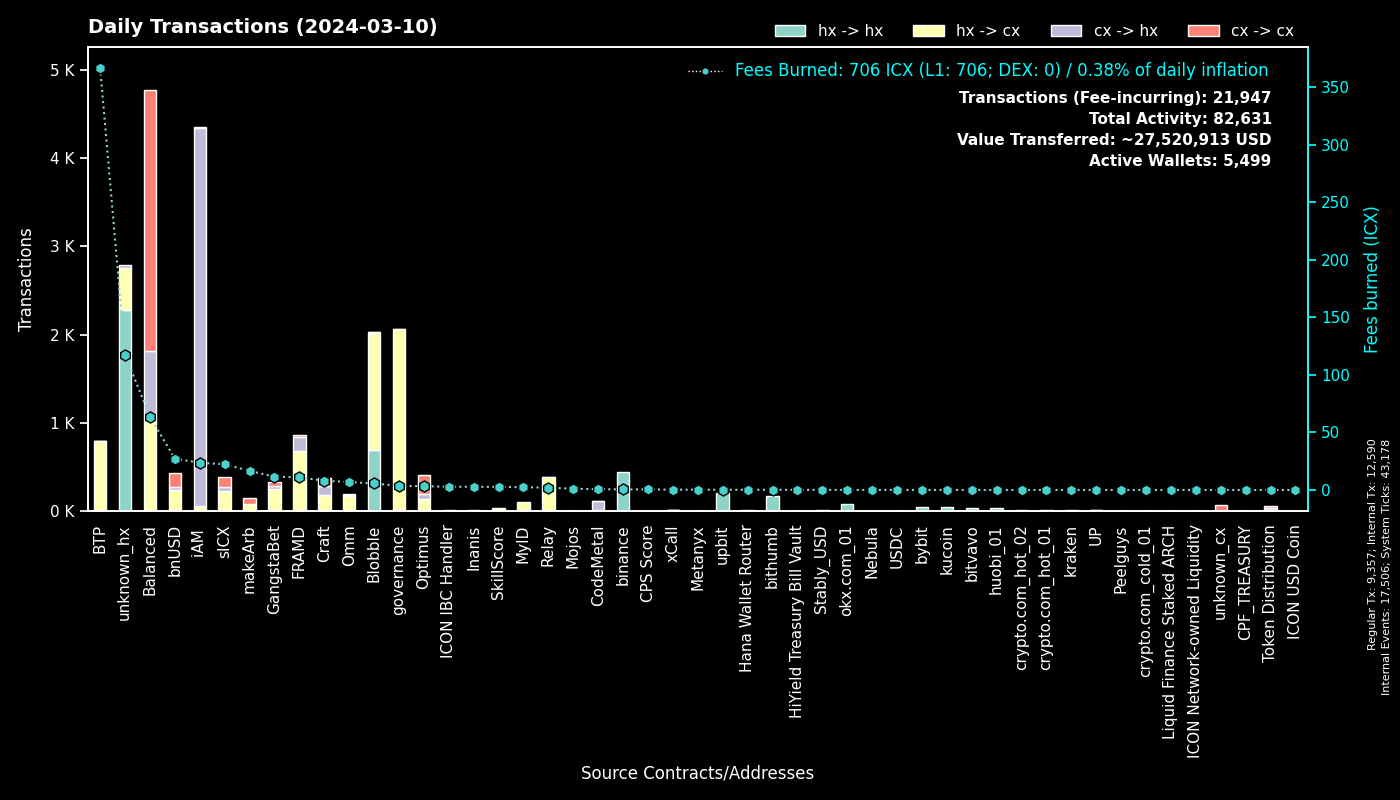 Daily Transactions (2024-03-10)
hx -> hx
hx -> cx
cx -> hx
cx -> cx
Fees Burned: 706 ICX (L1: 706; DEX: 0) / 0.38% of daily inflation
Transactions (Fee-incurring): 21,947
Total Activity: 82,631
Value Transferred: ~27,520,913 USD
Active Wallets: 5,499
Transactions
5 K
4 K
3 K
2 K
1 K
0 K
350
300
250
200
150
100
50
0
Fees burned (ICX)
BTP
unknown_hx
Balanced
bnUSD
iAM
sICX
makeArb
GangstaBet
FRAMD
Craft
Omm
Blobble
governance
Optimus
ICON IBC Handler
Inanis
SkillScore
MyID
Relay
Mojos
CodeMetal
binance
CPS Score
xCall
Metanyx
upbit
Hana Wallet Router
bithumb
HiYield Treasury Bill Vault
Stably_USD
okx.com_01
Nebula
USDC
bybit
kucoin
bitvavo
huobi_01
crypto.com_hot_02
crypto.com_hot_01
kraken
UP
Pealguys
crypto.com_cold_01
Liquid Finance Staked ARCH
ICON Network-owned Liquidity
unknown_cx
CPF_TREASURY
Token Distribution
ICON USD Coin
Source Contracts/Addresses
Regular Tx: 9,357; Internal Tx: 12,590
Internal Events: 17,506; System Ticks: 43,178